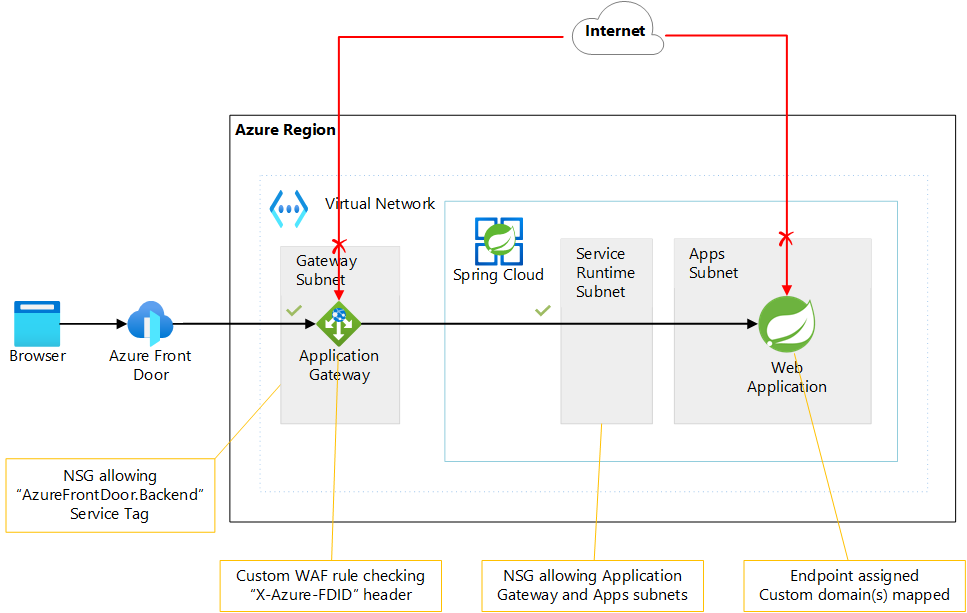 Internet
Azure Region
Virtual Network
Gateway
Subnet
Spring Cloud
Service
Runtime
Subnet
Apps
Subnet
Browser
Azure Front
Door
Application
Gateway
Web
Application
NSG allowing
“AzureFrontDoor.Backend”
Service Tag
Custom WAF rule checking
“X-Azure-FDID” header
NSG allowing Application
Gateway and Apps subnets
Endpoint assigned
Custom domain(s) mapped